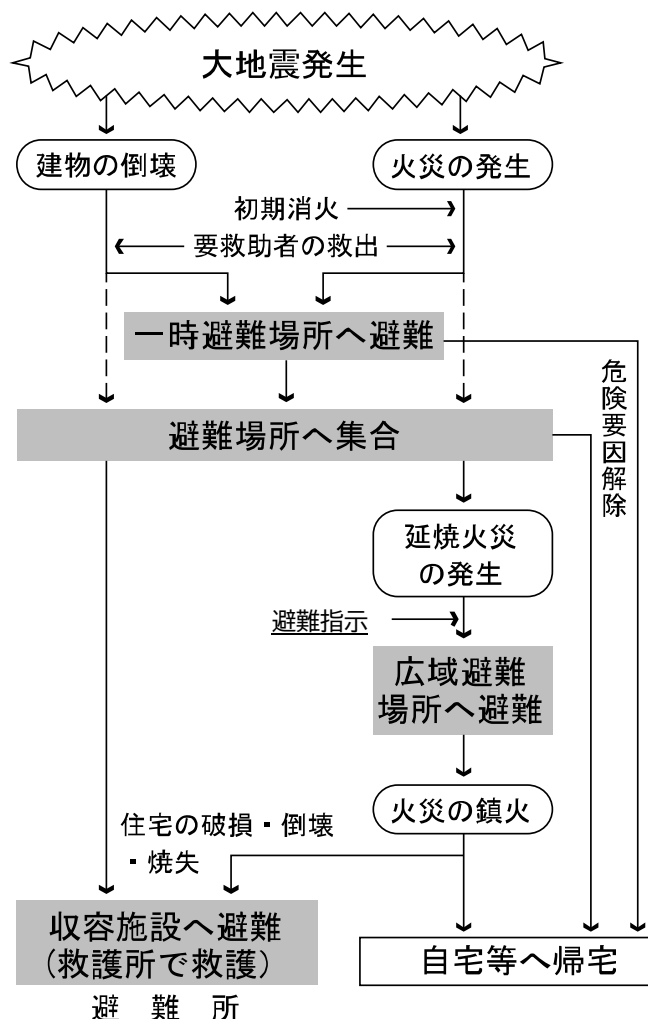 大地震発生
建物の倒壊
火災の発生
初期消火
要救助者の救出
一時避難場所へ避難
危険要因解除
避難場所へ集合
延焼火災
の発生
避難指示
広域避難
場所へ避難
火災の鎮火
住宅の破損・倒壊
・焼失
収容施設へ避難
(救護所で救護)
避難所
自宅等へ帰宅